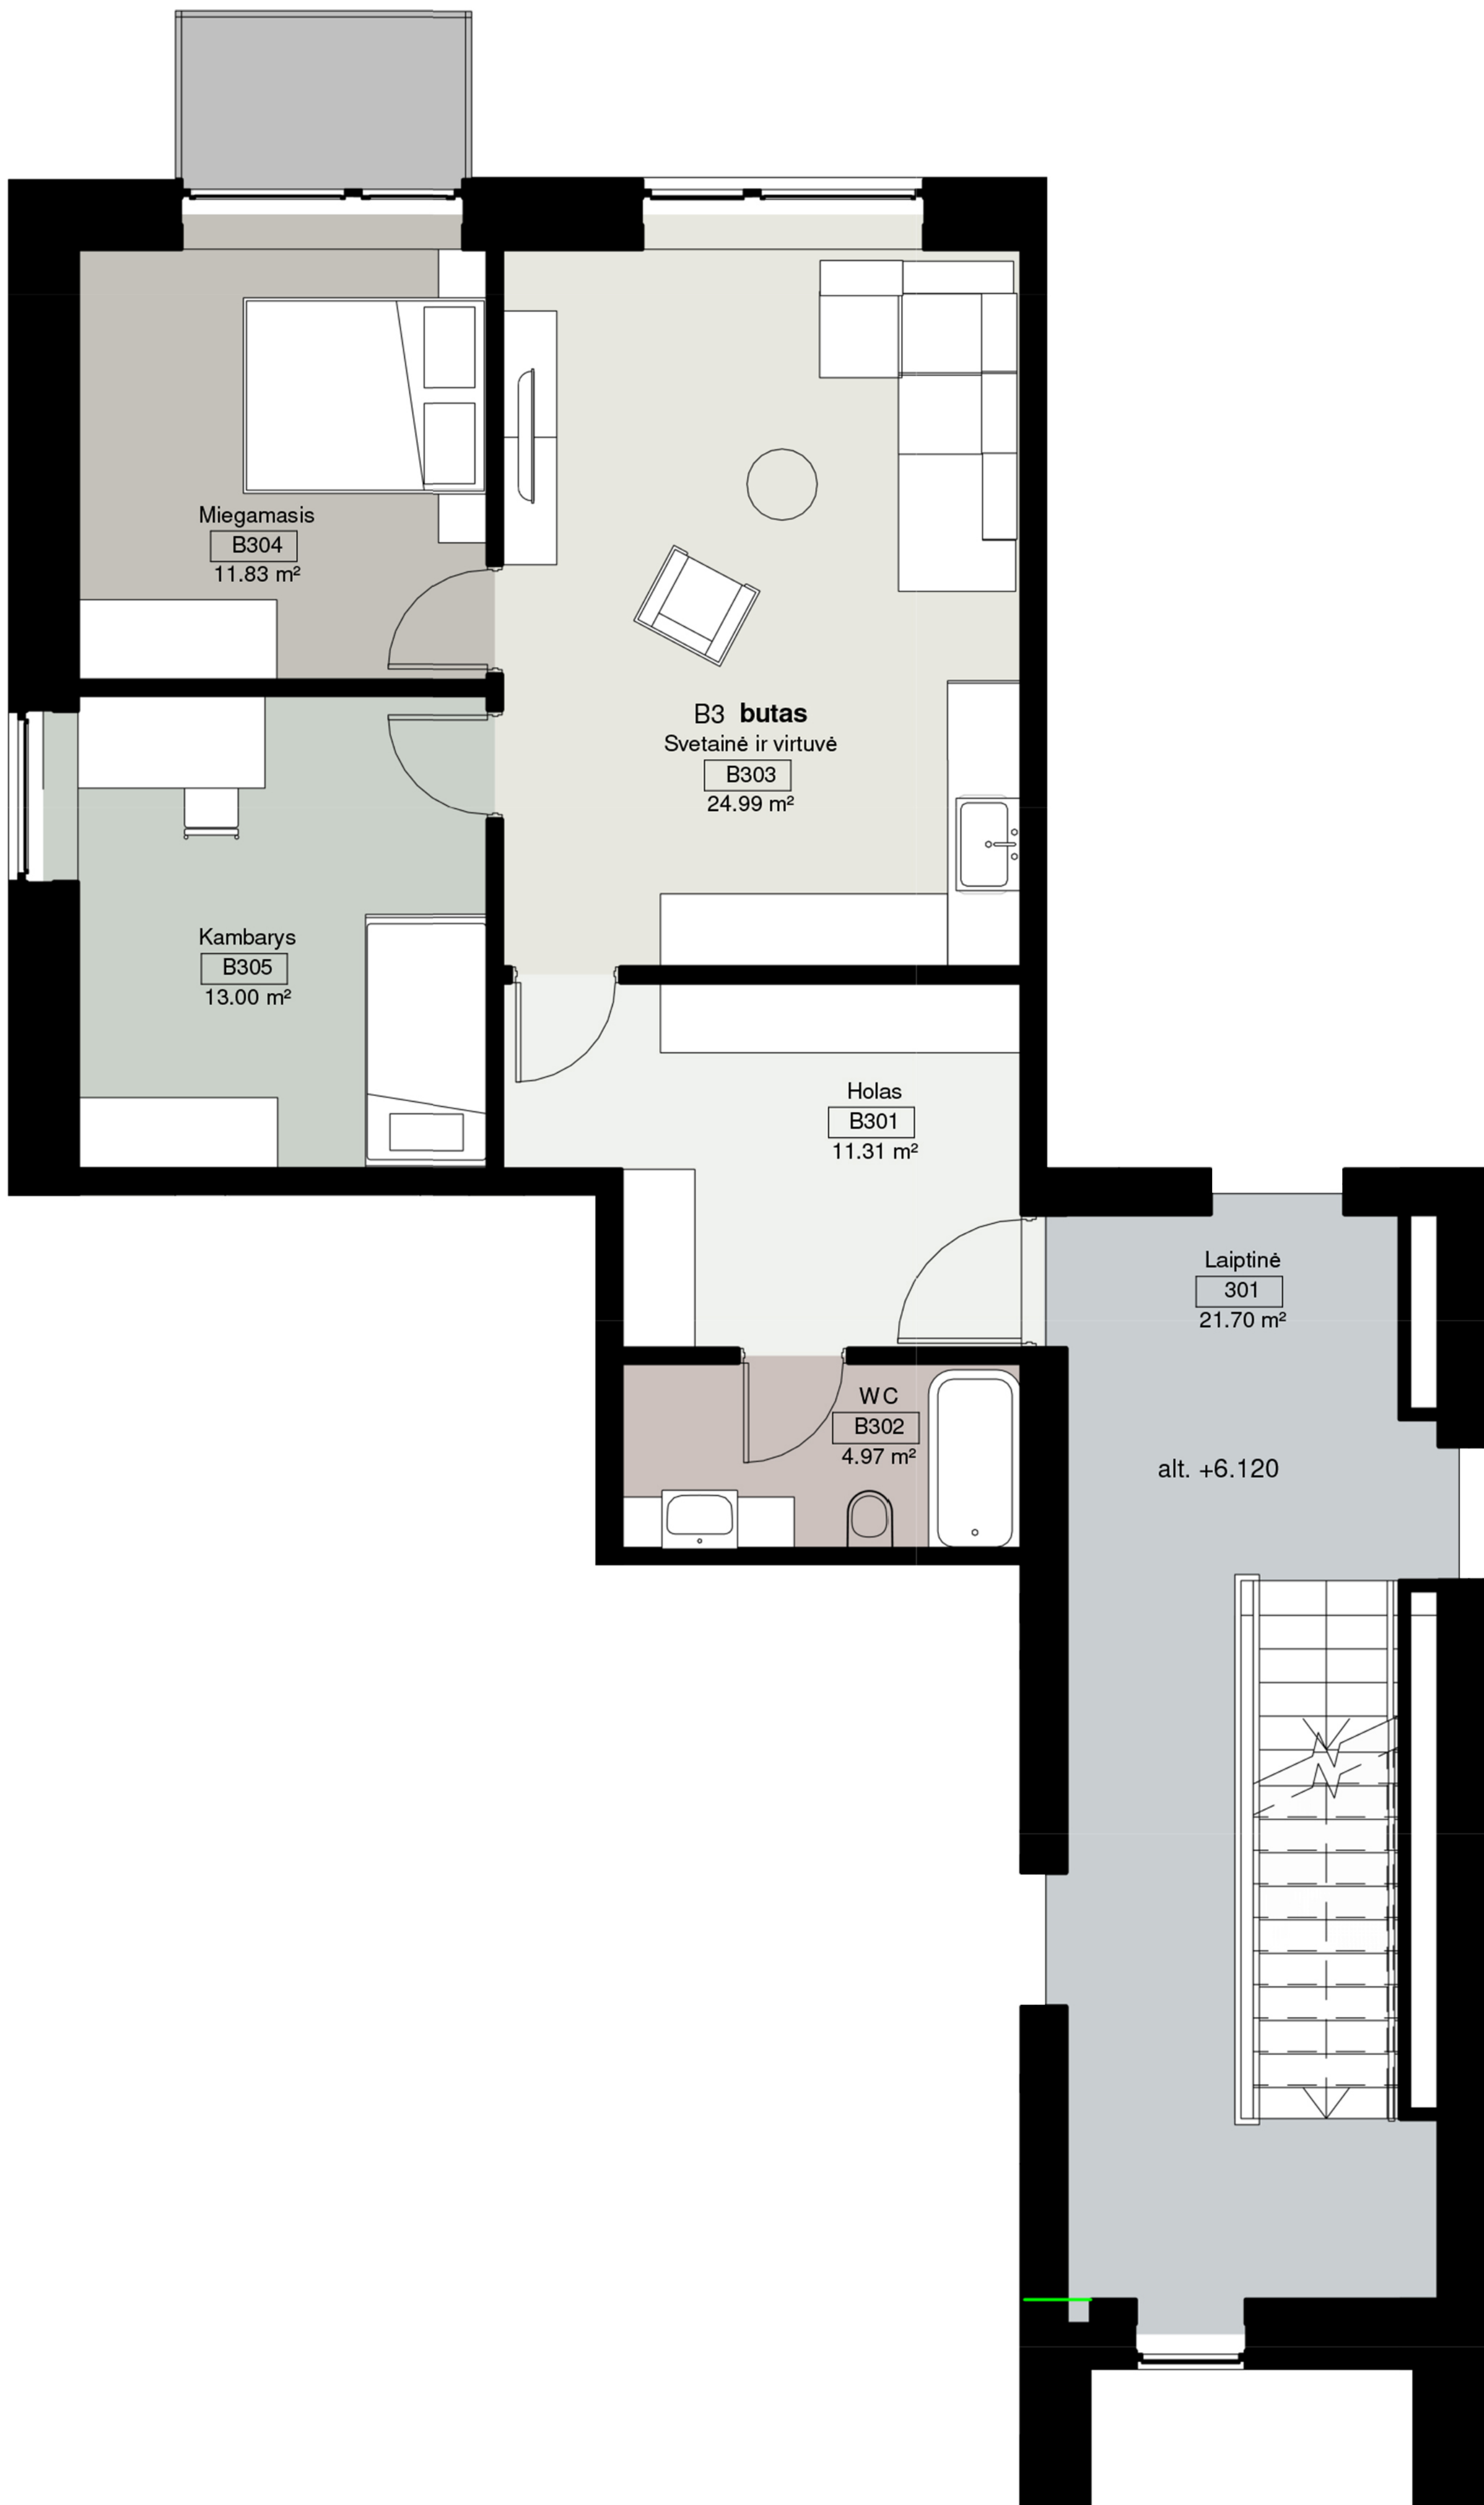 Miegamasis
B304
11.83 m²
B3 butas
Svetainė ir virtuvė
B303
24.99 m²
Kambarys
B305
13.00 m²
Holas
B301
11.31 m²
Laiptinė
301
21.70 m²
WC
B302
4.97 m²
alt. +6.120